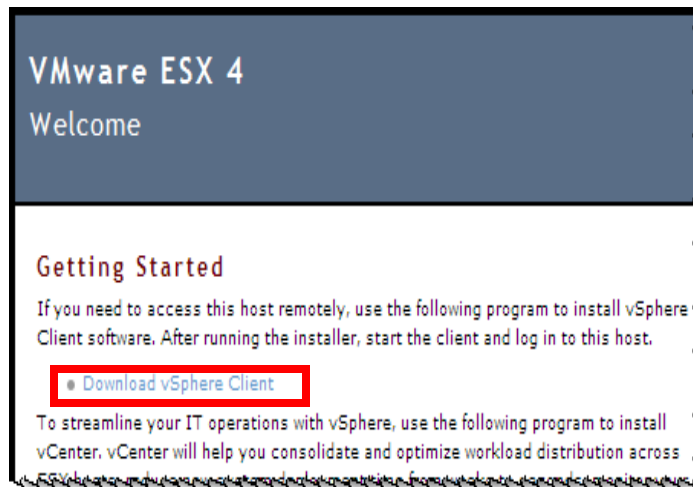 VMware ESX 4
Welcome
Getting Started
If you need to access this host remotely, use the following program to install vSphere
Client software. After running the installer, start the client and log in to this host.
Download vSphere Client
To streamline your IT operations with vSphere, use the following program to install
vCenter. vCenter will help you consolidate and optimize workload distribution across